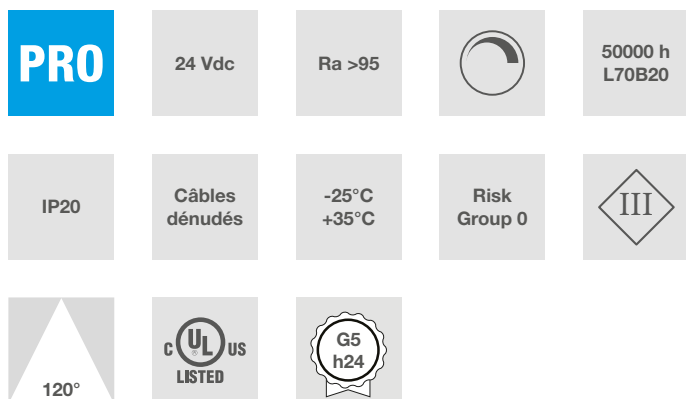 PRO
24 Vdc
Ra >95
50000 h
L70B20
IP20
Câbles
dénudés
-25°C
+35°C
Risk
Group 0
III
120°
C UL US
®
LISTED
G5
h24